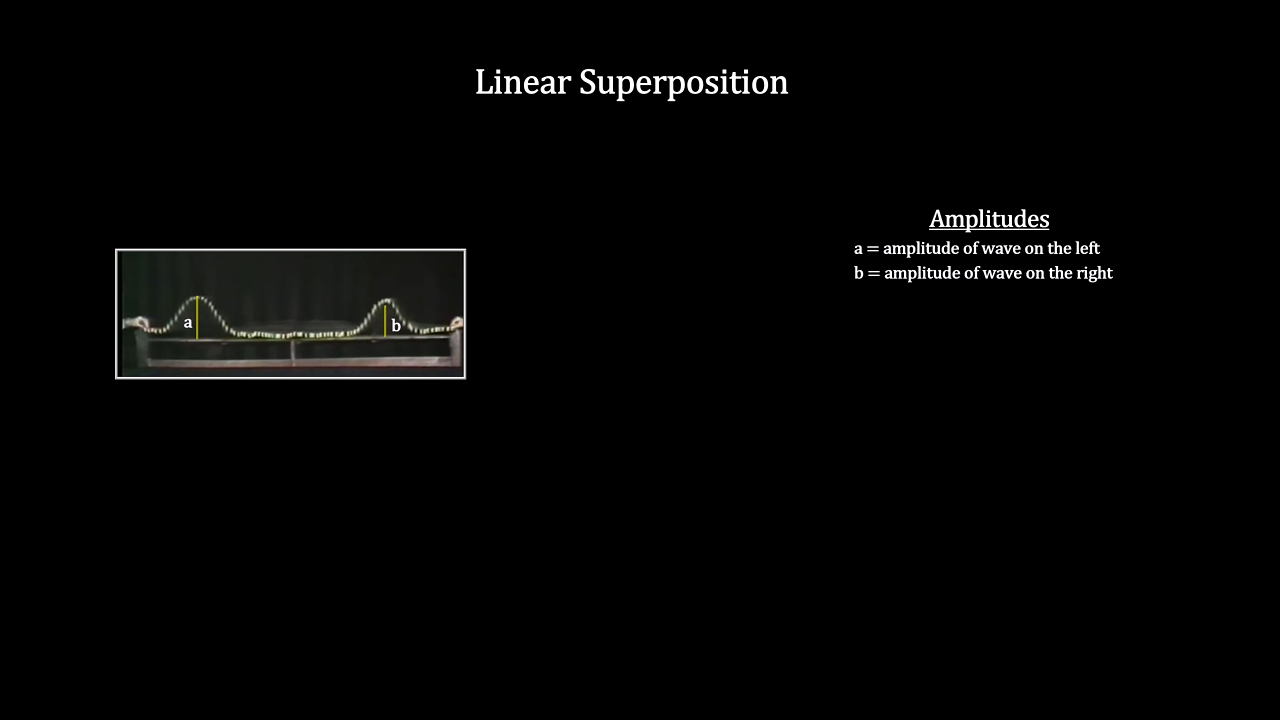 Linear Superposition
Amplitudes
a = amplitude of wave on the left
b = amplitude of wave on the right
a
b